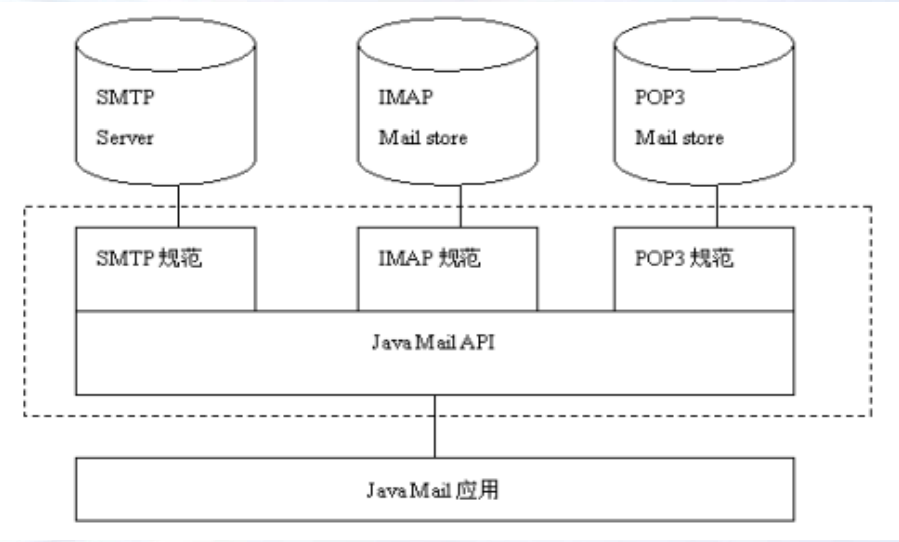 SMTP
Server
IMAP
Mail store
POP3
Mail store
SMTP 规范
IMAP 规范
POP3 规范
JavaMail API
JavaMail 应用